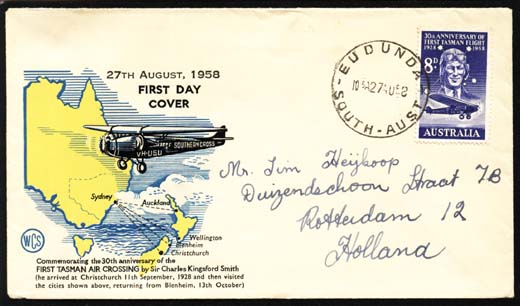 27TH AUGUST, 1958
FIRST DAY
COVER
SOUTHERN CROSS
VH-USU
Sydney
Auckland
Wellington
Blenheim
Christchurch
WCS
Commemorating the 30th anniversary of the
FIRST TASMAN AIR CROSSING by Sir Charles Kingsford Smith
(he arrived at Christchurch 11th September, 1928 and then visited
the cities shown above, returning from Blenheim, 13th October)
EUDUNDA
SOUTH-AUST
30TH ANNIVERSARY OF
FIRST TASMAN FLIGHT
1928 1958
8D
AUSTRALIA
Mr. Jim Heijkoop
Duizendschoon Straat 7B
Rotterdam 12
Holland